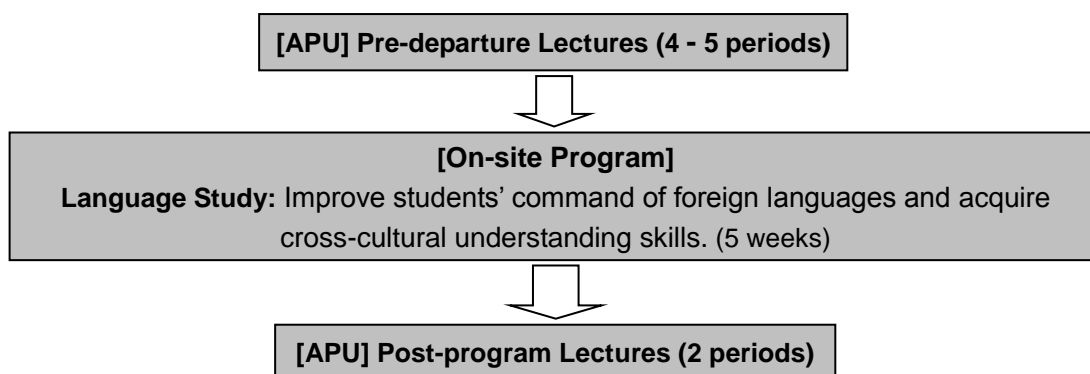 [APU] Pre-departure Lectures (4 - 5 periods)
[On-site Program]
Language Study: Improve students’ command of foreign languages and acquire
cross-cultural understanding skills. (5 weeks)
[APU] Post-program Lectures (2 periods)